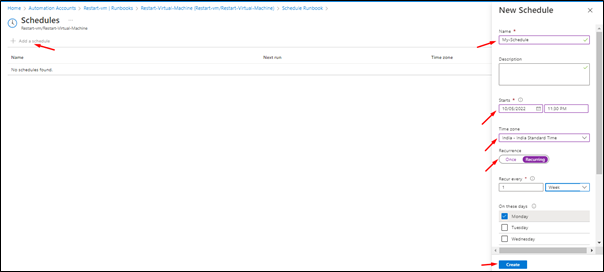 Home > Automation Accounts > Restart-vm | Runbooks > Restart-Virtual-Machine (Restart-vm/Restart-Virtual-Machine) > Schedule Runbook >
Schedules ...
Restart-vm/Restart-Virtual-Machine
+ Add a schedule
Name Next run Time zone
No schedules found.
New Schedule
Name *
My-Schedule
Description
Starts *
10/05/2022 11:00 PM
Time zone
India - India Standard Time
Recurrence
Once Recurring
Recur every *
1 Week
On these days
Monday
Tuesday
Wednesday
Create